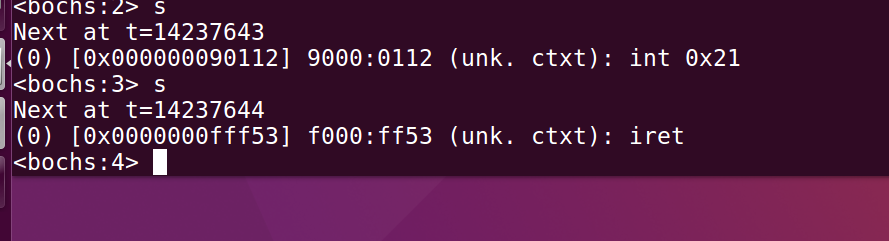 <bochs:2> s
Next at t=14237643
(0) [0x000000090112] 9000:0112 (unk. ctxt): int 0x21
<bochs:3> s
Next at t=14237644
(0) [0x0000000fff53] f000:ff53 (unk. ctxt): iret
<bochs:4>